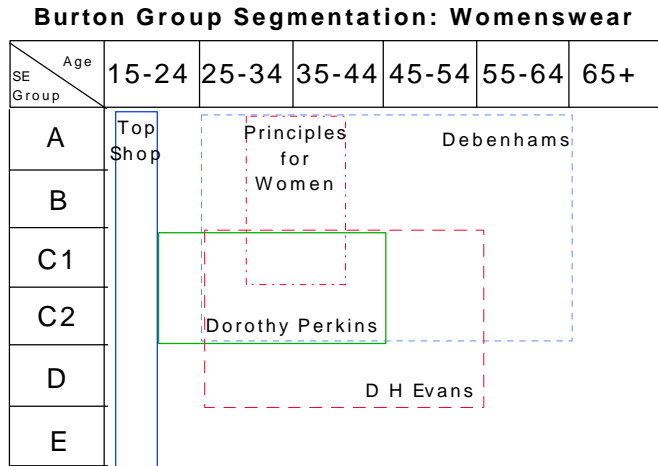 Burton Group Segmentation: Womenswear
Age
SE
Group
15-24 25-34 35-44 45-54 55-64 65+
A
Top
Shop
Principles
for
Women
Debenhams
B
C1
C2
Dorothy Perkins
D
D H Evans
E